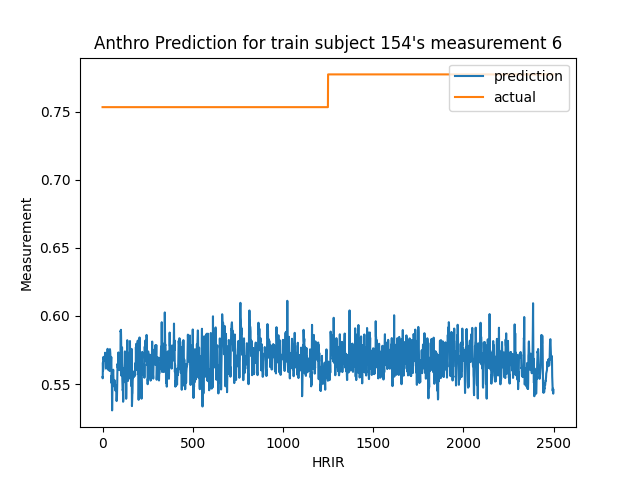 Anthro Prediction for train subject 154's measurement 6
prediction
actual
0.75
0.70
0.65
0.60
0.55
Measurement
0
500
1000
1500
2000
2500
HRIR